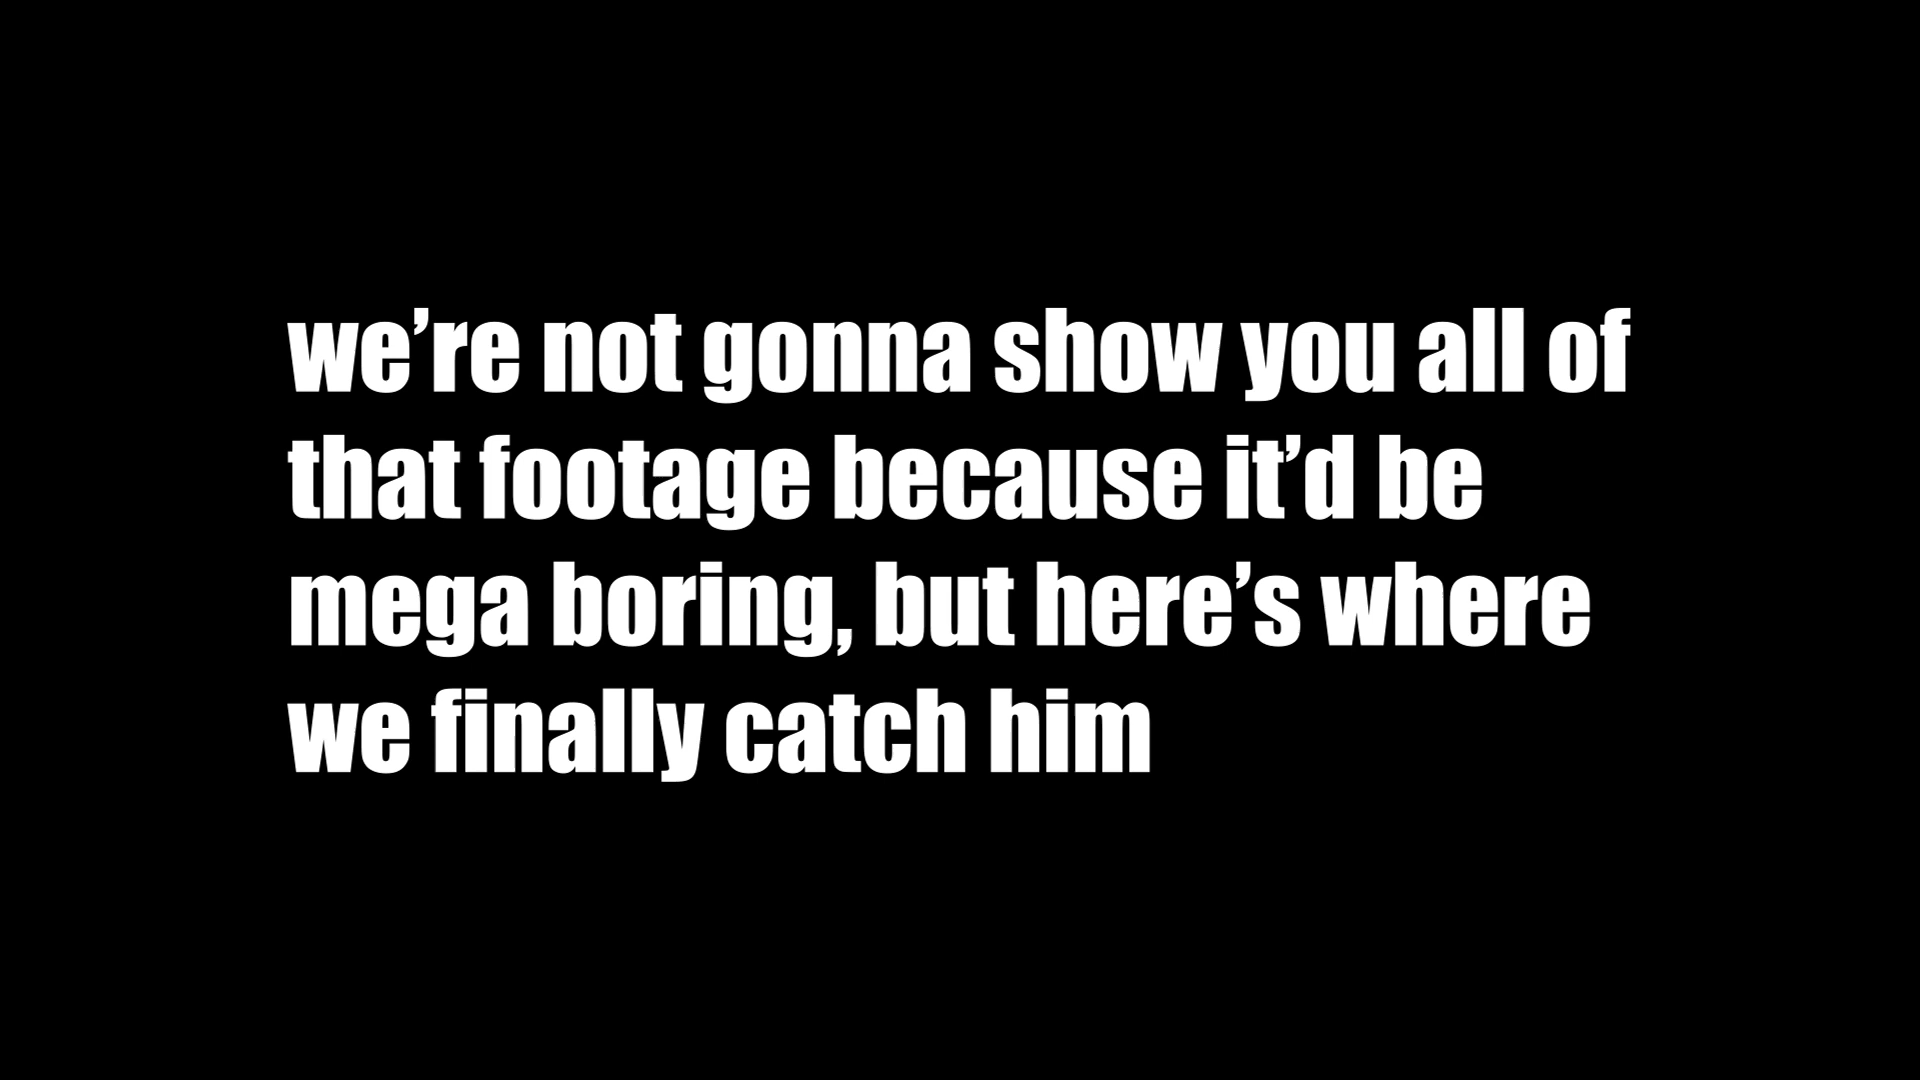 we’re not gonna show you all of
that footage because it’d be
mega boring, but here’s where
we finally catch him